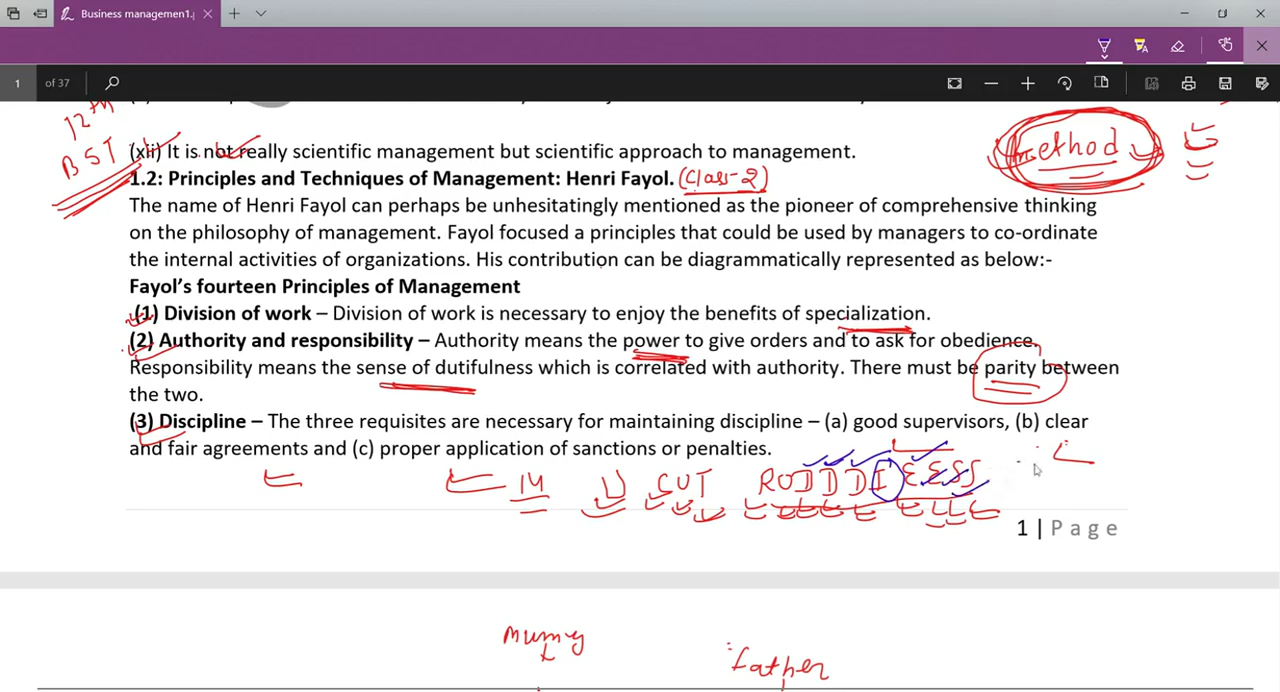 Business management1.p
1 of 37
12th
BST
(xii) It is not really scientific management but scientific approach to management.
method
1.2: Principles and Techniques of Management: Henri Fayol. (Class-2)
The name of Henri Fayol can perhaps be unhesitatingly mentioned as the pioneer of comprehensive thinking
on the philosophy of management. Fayol focused a principles that could be used by managers to co-ordinate
the internal activities of organizations. His contribution can be diagrammatically represented as below:-
Fayol's fourteen Principles of Management
(1) Division of work – Division of work is necessary to enjoy the benefits of specialization.
(2) Authority and responsibility – Authority means the power to give orders and to ask for obedience.
Responsibility means the sense of dutifulness which is correlated with authority. There must be parity between
the two.
(3) Discipline – The three requisites are necessary for maintaining discipline – (a) good supervisors, (b) clear
and fair agreements and (c) proper application of sanctions or penalties.
14
1 | Page
mumy
father